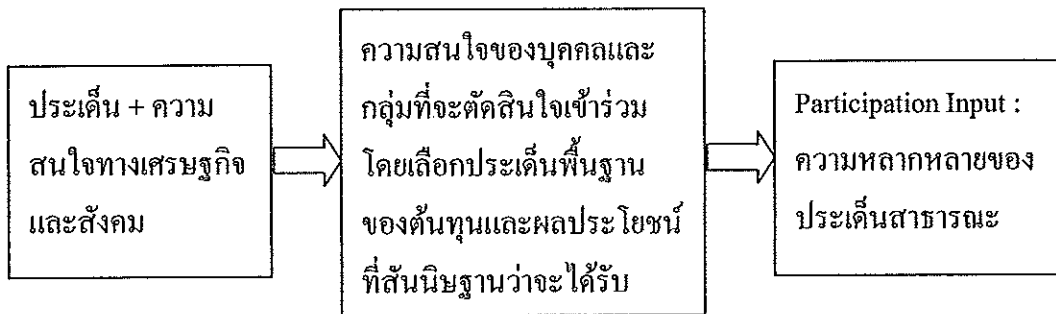 ประเด็น + ความ
สนใจทางเศรษฐกิจ
และสังคม
ความสนใจของบุคคลและ
กลุ่มที่จะตัดสินใจเข้าร่วม
โดยเลือกประเด็นพื้นฐาน
ของต้นทุนและผลประโยชน์
ที่สันนิษฐานว่าจะได้รับ
Participation Input :
ความหลากหลายของ
ประเด็นสาธารณะ